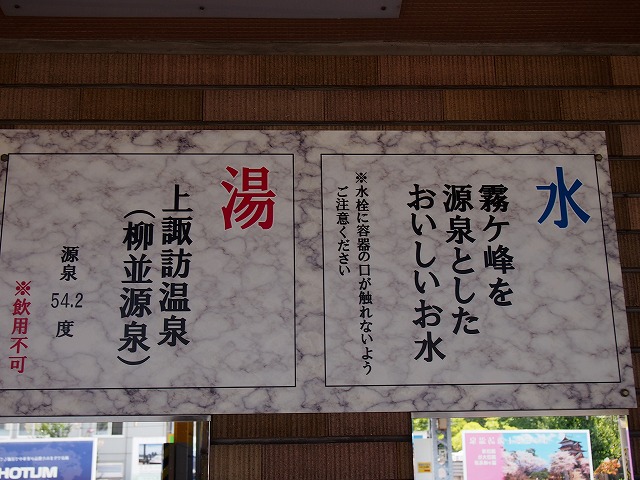 水
霧ケ峰を
源泉とした
おいしいお水
※水栓に容器の口が触れないよう
ご注意ください
湯
上諏訪温泉
(柳並源泉)
源泉 54.2 度
※飲用不可
HOTUM